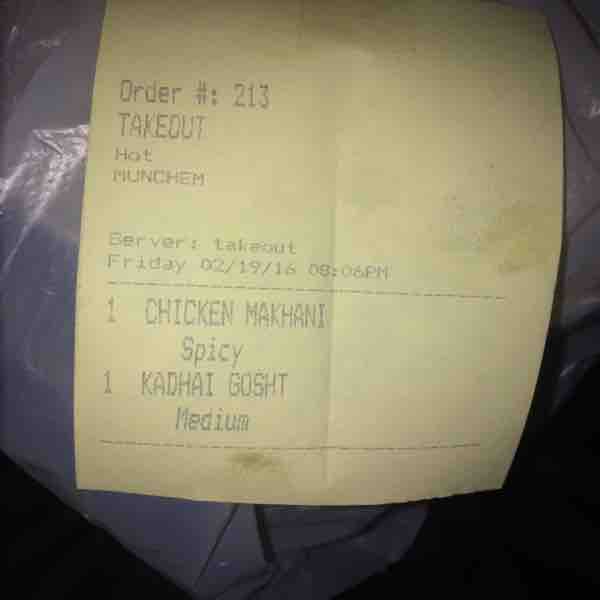 Order #: 213
TAKEOUT
Hot
MUNCHEM
Server: takeout
Friday 02/19/16 08:06PM
1 CHICKEN MAKHANI
Spicy
1 KADHAI GOSHT
Medium